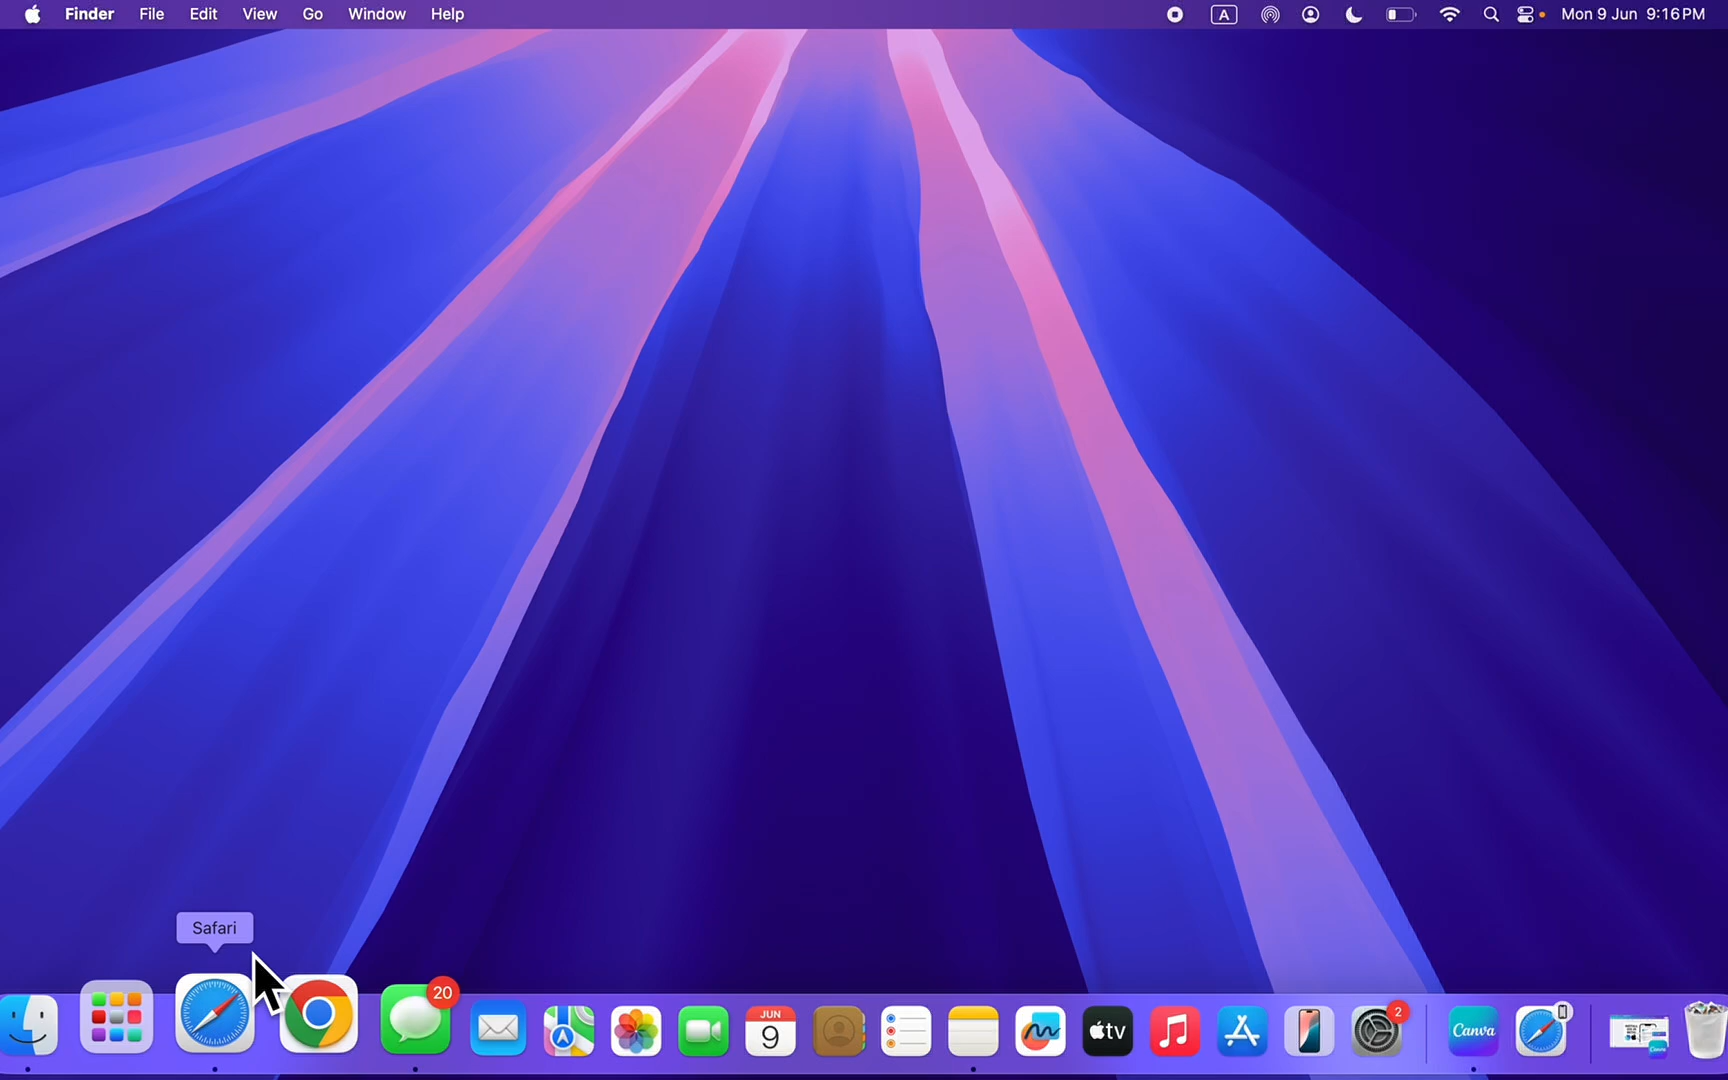 Finder File Edit View Go Window Help A Mon 9 Jun 9:16 PM
Safari
20
JUN
9
tv
2
Canva